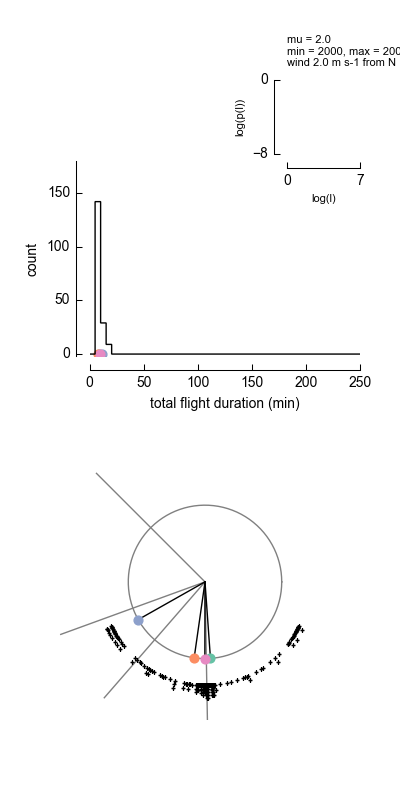 mu = 2.0
min = 2000, max = 200
wind 2.0 m s-1 from N
0
log(p(l))
−8
0
7
log(l)
150
100
50
0
count
0
50
100
150
200
250
total flight duration (min)